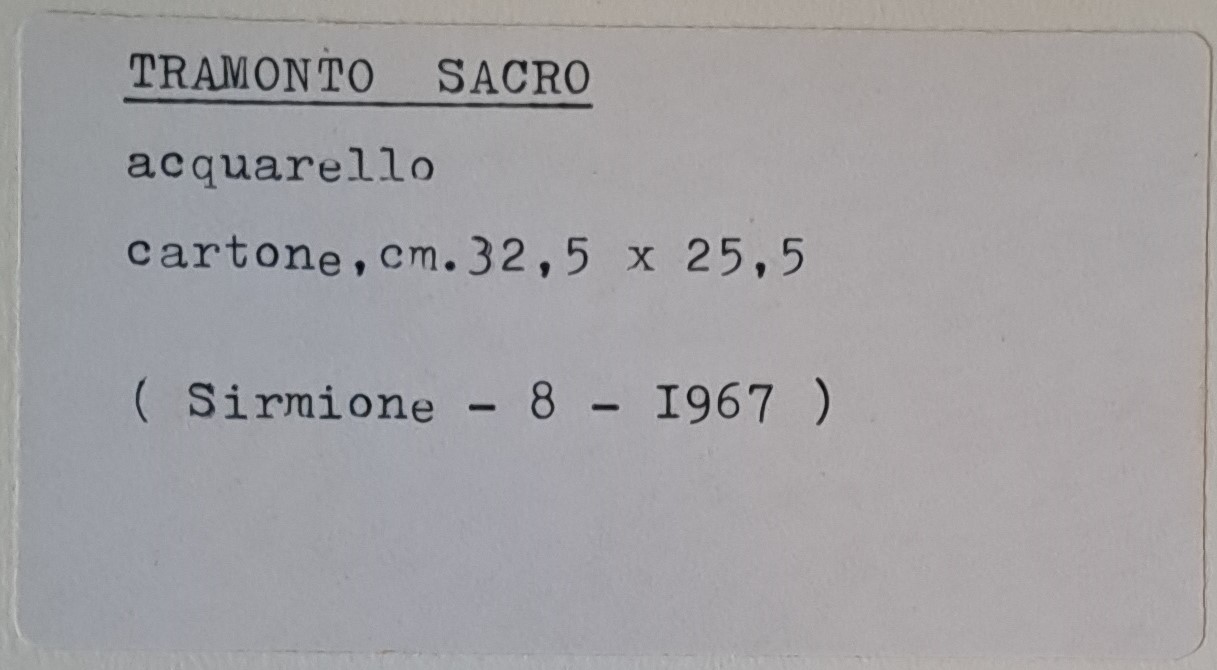 TRAMONTO SACRO
acquarello
cartone,cm.32,5 x 25,5
( Sirmione - 8 - I967 )